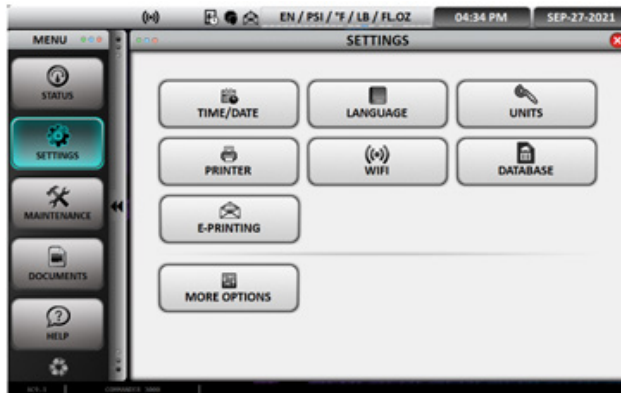 EN / PSI / °F / LB / FL.OZ 04:34 PM SEP-27-2021
MENU
SETTINGS
STATUS
SETTINGS
MAINTENANCE
DOCUMENTS
HELP
TIME/DATE LANGUAGE UNITS
PRINTER WIFI DATABASE
E-PRINTING
MORE OPTIONS